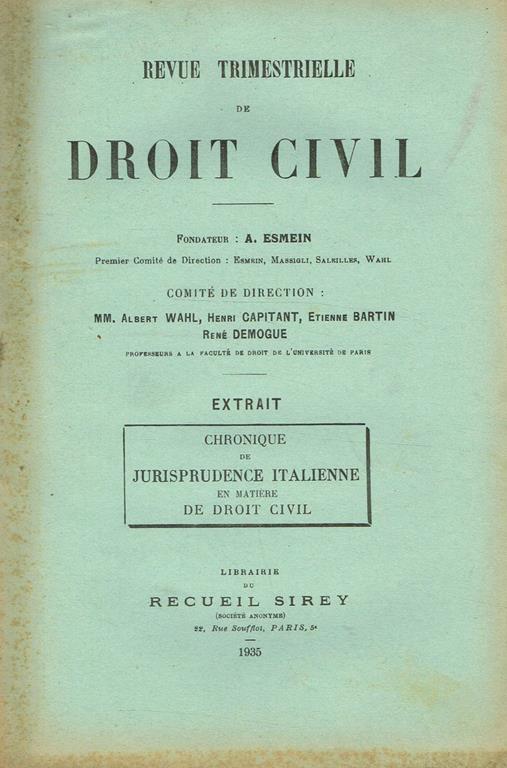 REVUE TRIMESTRIELLE
DE
DROIT CIVIL
FONDATEUR : A. ESMEIN
Premier Comité de Direction : ESMEIN, MASSIGLI, SALEILLES, WAHL
COMITÉ DE DIRECTION :
MM. ALBERT WAHL, HENRI CAPITANT, ETIENNE BARTIN
RENÉ DEMOGUE
PROFESSEURS A LA FACULTÉ DE DROIT DE L'UNIVERSITÉ DE PARIS
EXTRAIT
CHRONIQUE
DE
JURISPRUDENCE ITALIENNE
EN MATIÈRE
DE DROIT CIVIL
LIBRAIRIE
DU
RECUEIL SIREY
(SOCIÉTÉ ANONYME)
22, Rue Soufflot, PARIS, 5e
1935